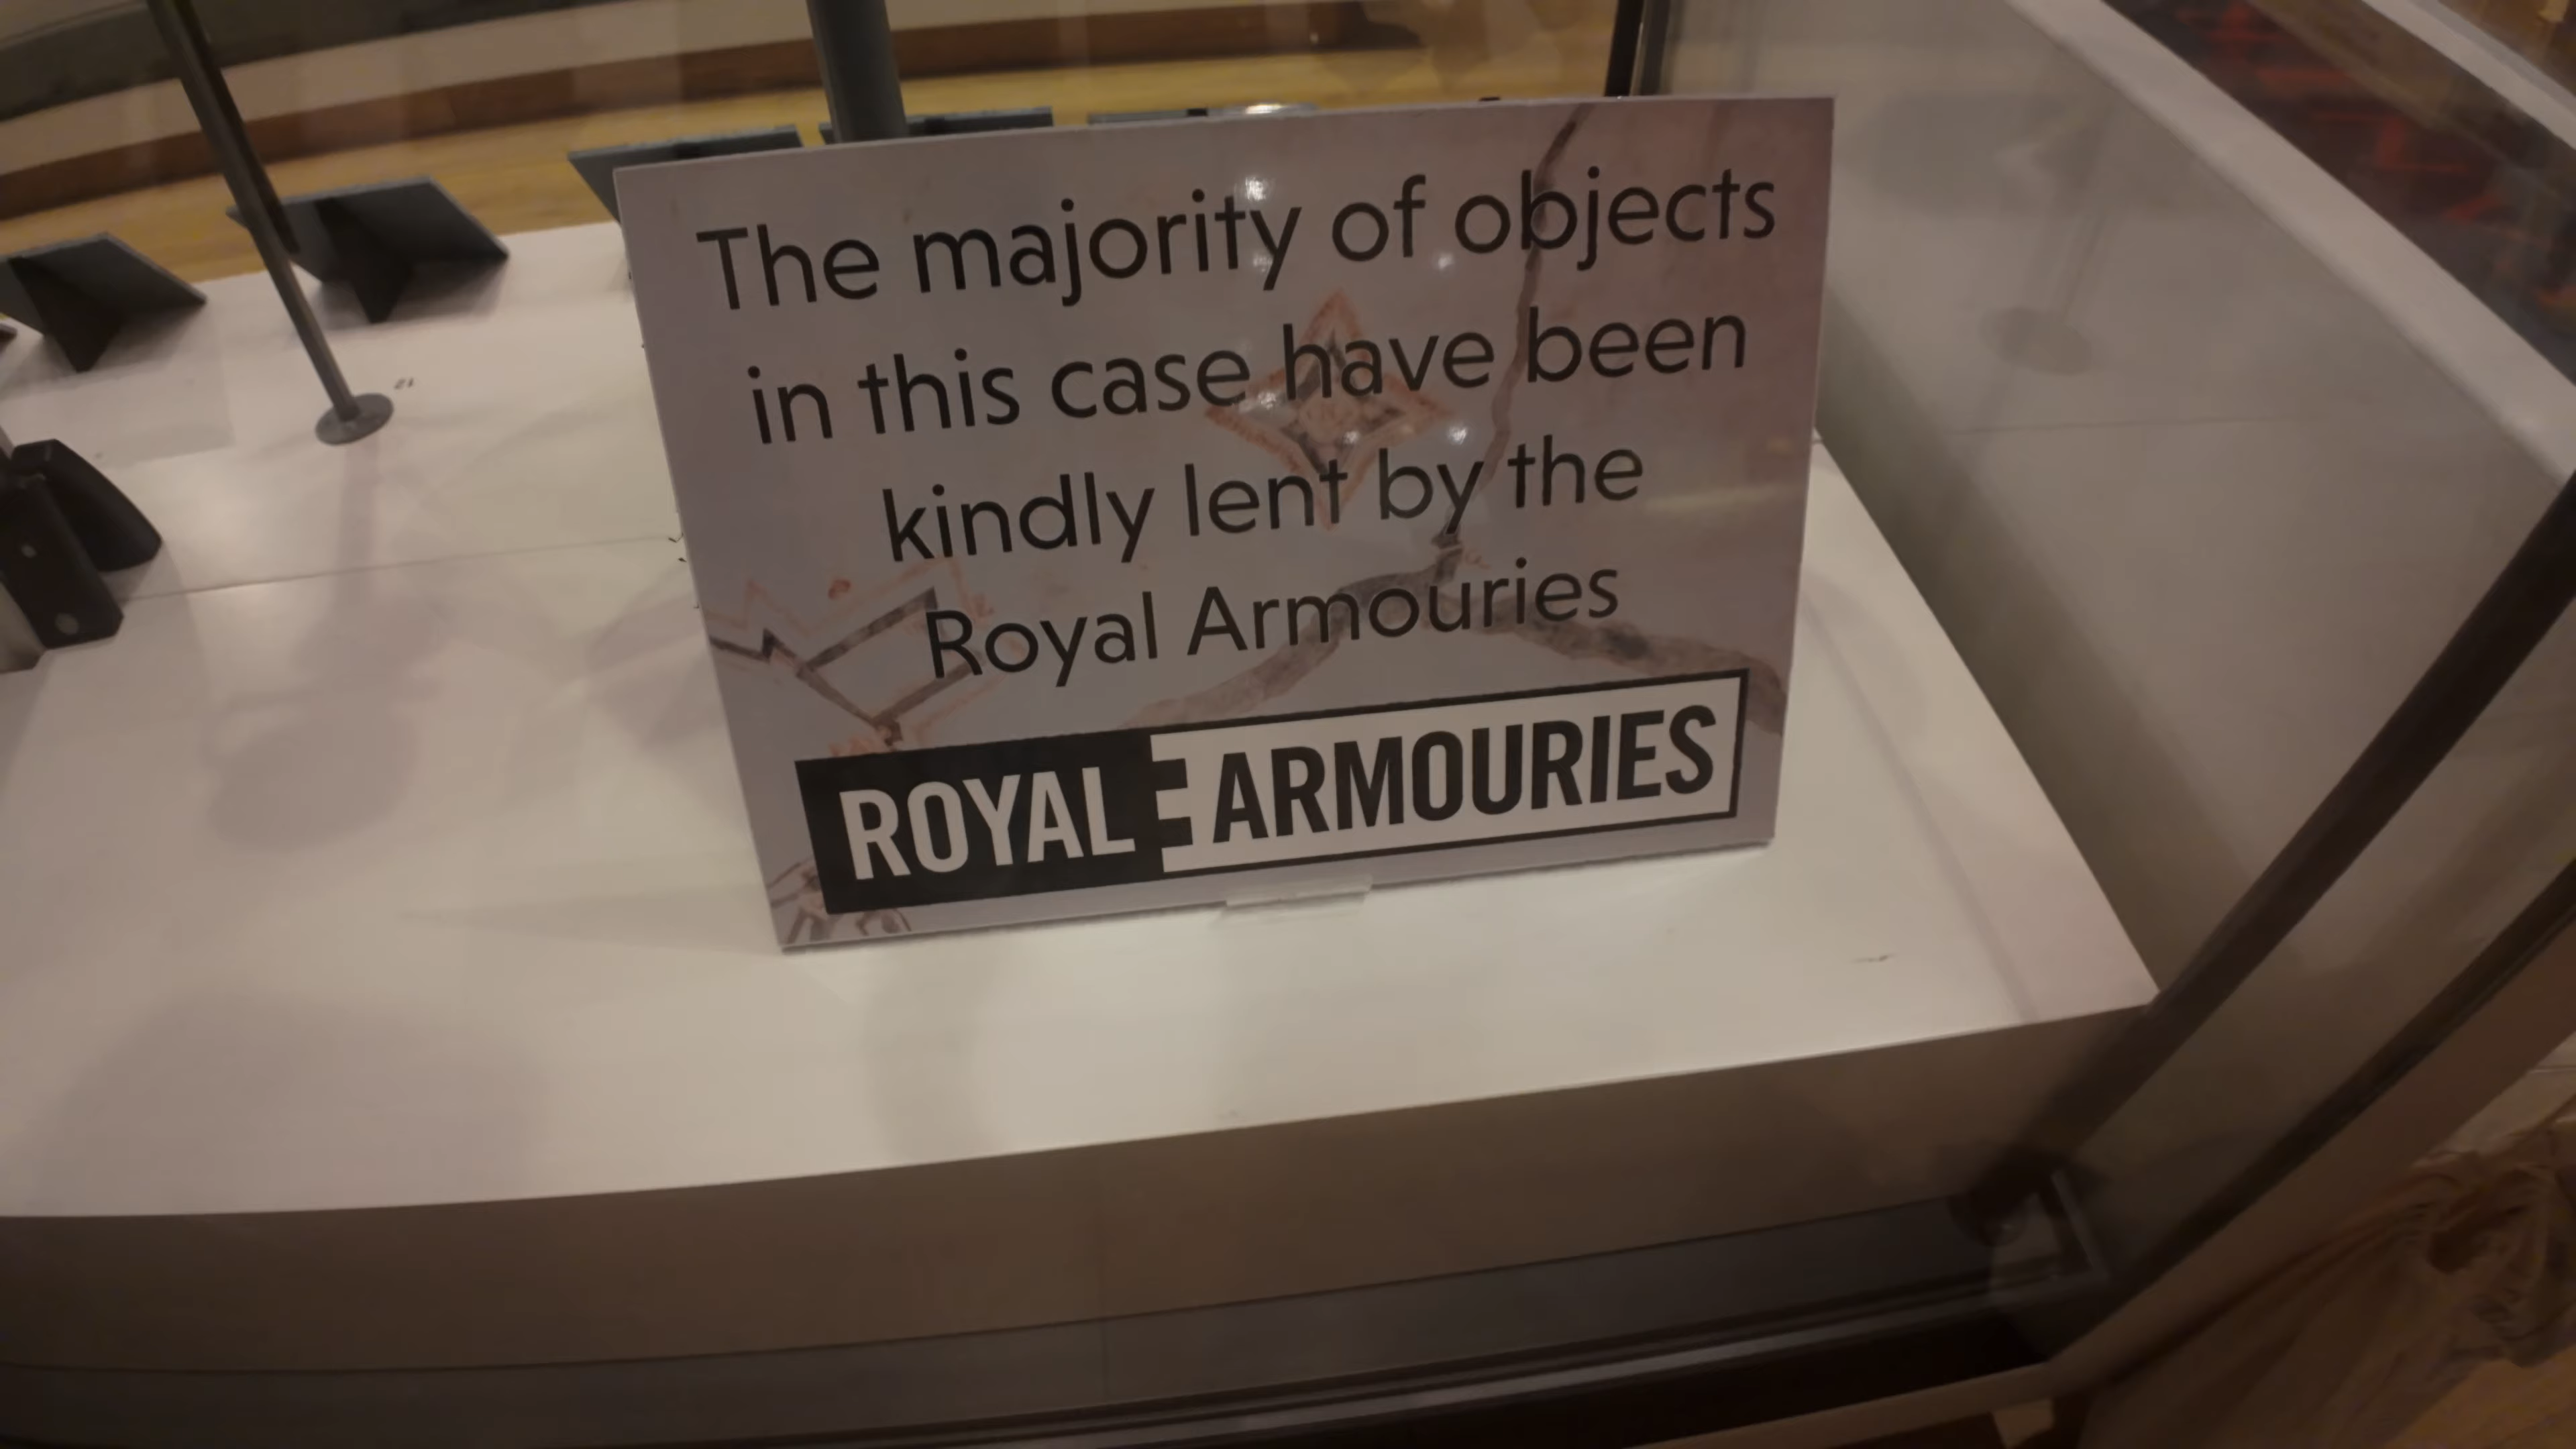 The majority of objects
in this case have been
kindly lent by the
Royal Armouries
ROYAL ARMOURIES